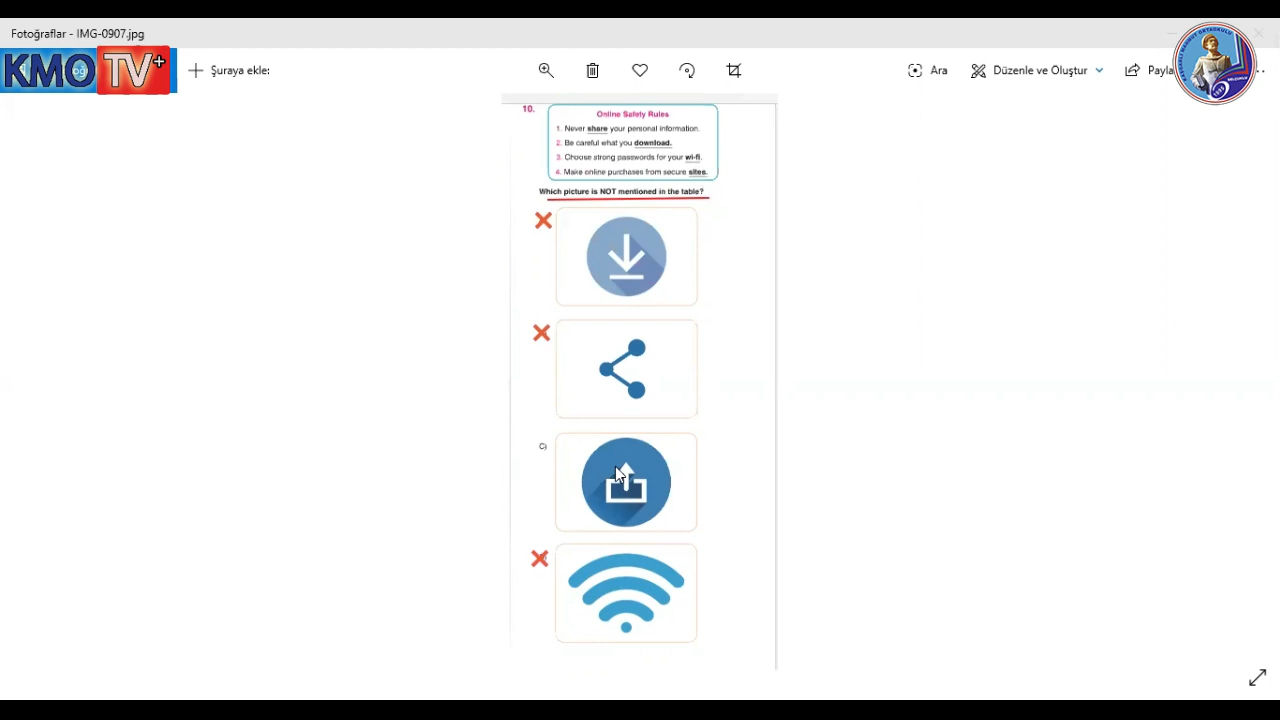 Fotoğraflar - IMG-0907.jpg
KMO TV+
Şuraya ekle:
Ara
Düzenle ve Oluştur
Payla
10.
Online Safety Rules
1. Never share your personal information.
2. Be careful what you download.
3. Choose strong passwords for your wi-fi.
4. Make online purchases from secure sites.
Which picture is NOT mentioned in the table?
C)